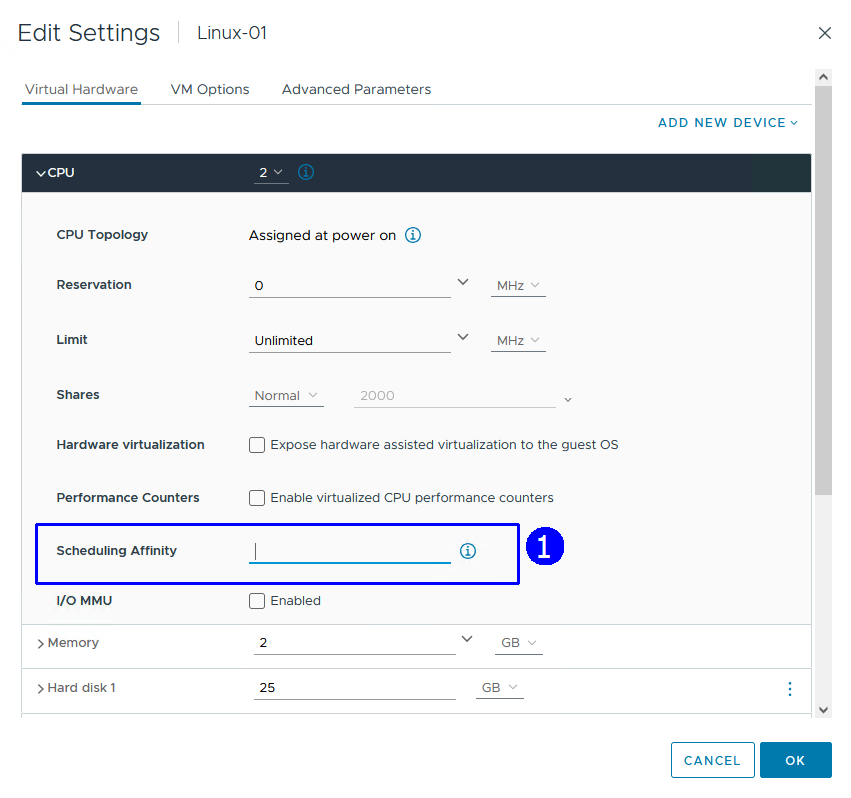 Edit Settings Linux-01
Virtual Hardware VM Options Advanced Parameters
ADD NEW DEVICE
CPU 2
CPU Topology Assigned at power on
Reservation 0 MHz
Limit Unlimited MHz
Shares Normal 2000
Hardware virtualization Expose hardware assisted virtualization to the guest OS
Performance Counters Enable virtualized CPU performance counters
Scheduling Affinity 1
I/O MMU Enabled
Memory 2 GB
Hard disk 1 25 GB
CANCEL OK